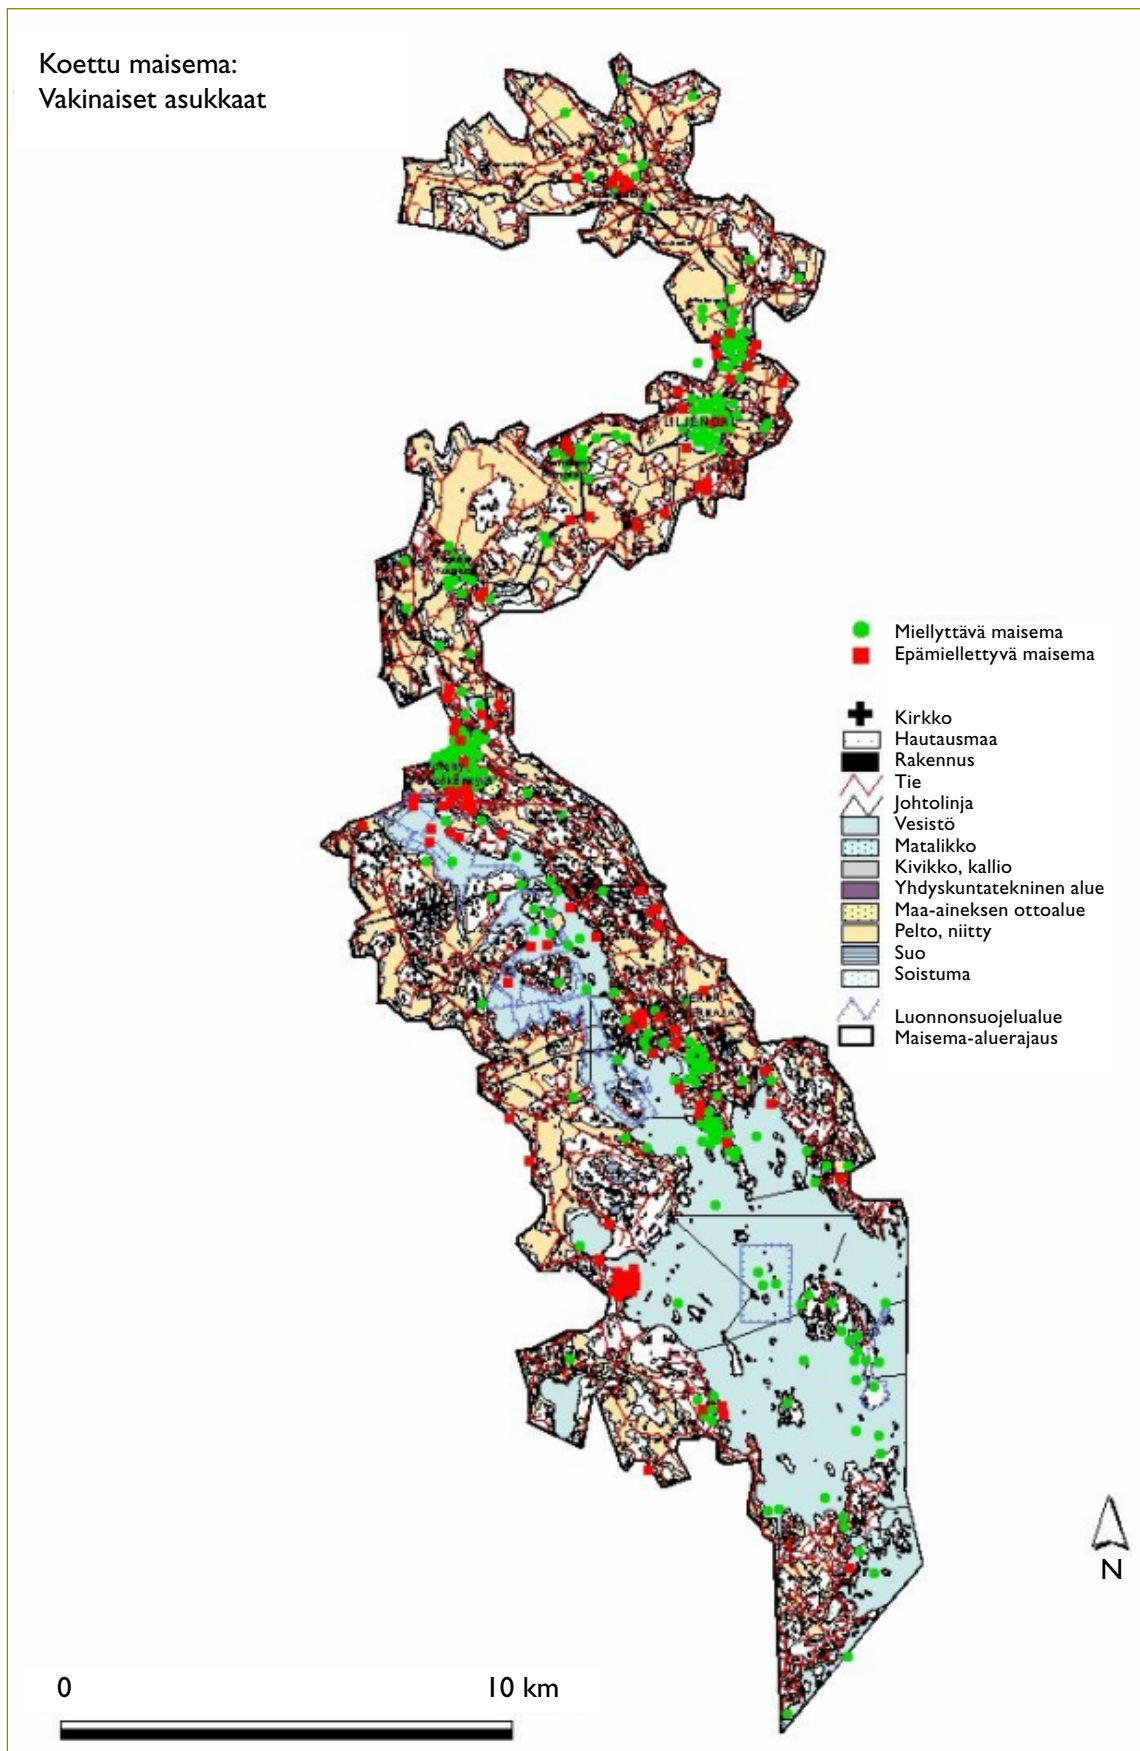 Koettu maisema:
Vakinaiset asukkaat
LILJENDAL
Miellyttävä maisema
Epämiellettyvä maisema
Kirkko
Hautausmaa
Rakennus
Tie
Johtolinja
Vesistö
Matalikko
Kivikko, kallio
Yhdyskuntatekninen alue
Maa-aineksen ottoalue
Pelto, niitty
Suo
Soistuma
Luonnonsuojelualue
Maisema-aluerajaus
N
0 10 km